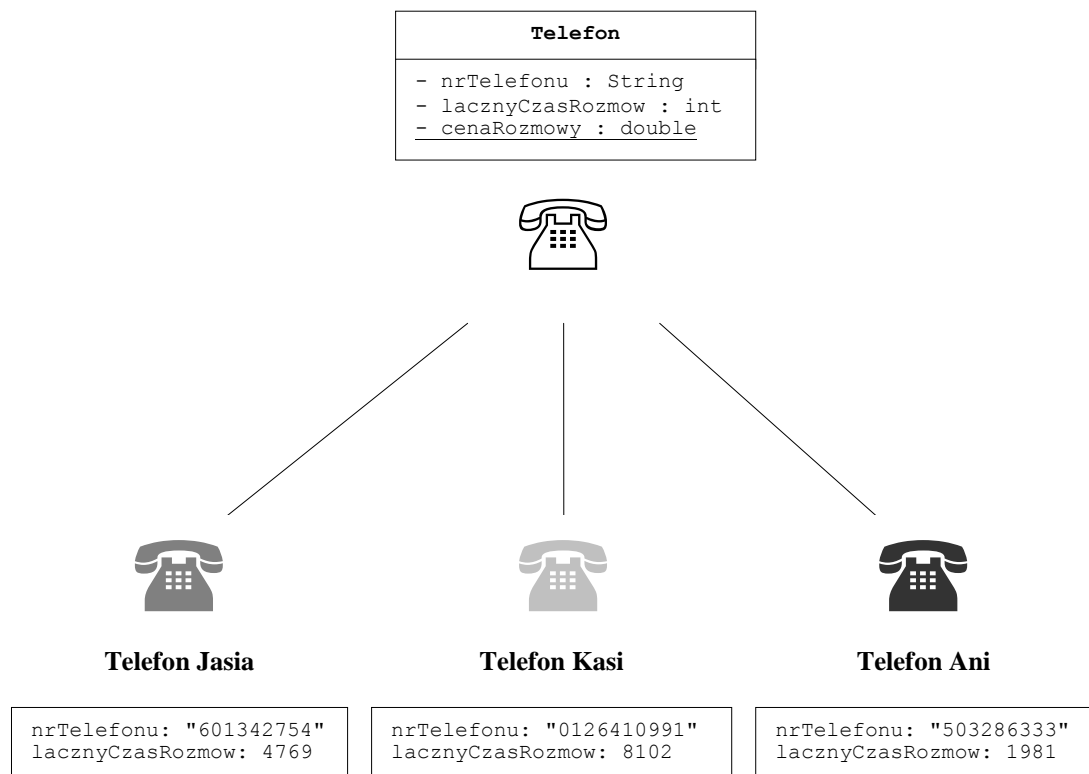 Telefon
- nrTelefonu : String
- lacznyCzasRozmow : int
- cenaRozmowy : double
Telefon Jasia
Telefon Kasi
Telefon Ani
nrTelefonu: "601342754"
lacznyCzasRozmow: 4769
nrTelefonu: "0126410991"
lacznyCzasRozmow: 8102
nrTelefonu: "503286333"
lacznyCzasRozmow: 1981